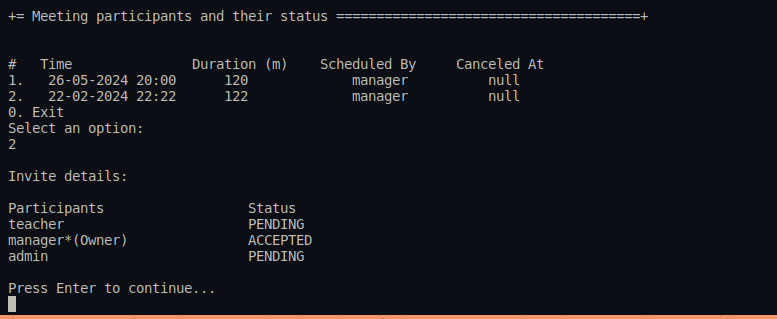 += Meeting participants and their status ======================================+
#   Time               Duration (m)    Scheduled By     Canceled At
1.   26-05-2024 20:00      120             manager          null
2.   22-02-2024 22:22      122             manager          null
0. Exit
Select an option:
2
Invite details:
Participants                  Status
teacher                       PENDING
manager*(Owner)               ACCEPTED
admin                         PENDING
Press Enter to continue...